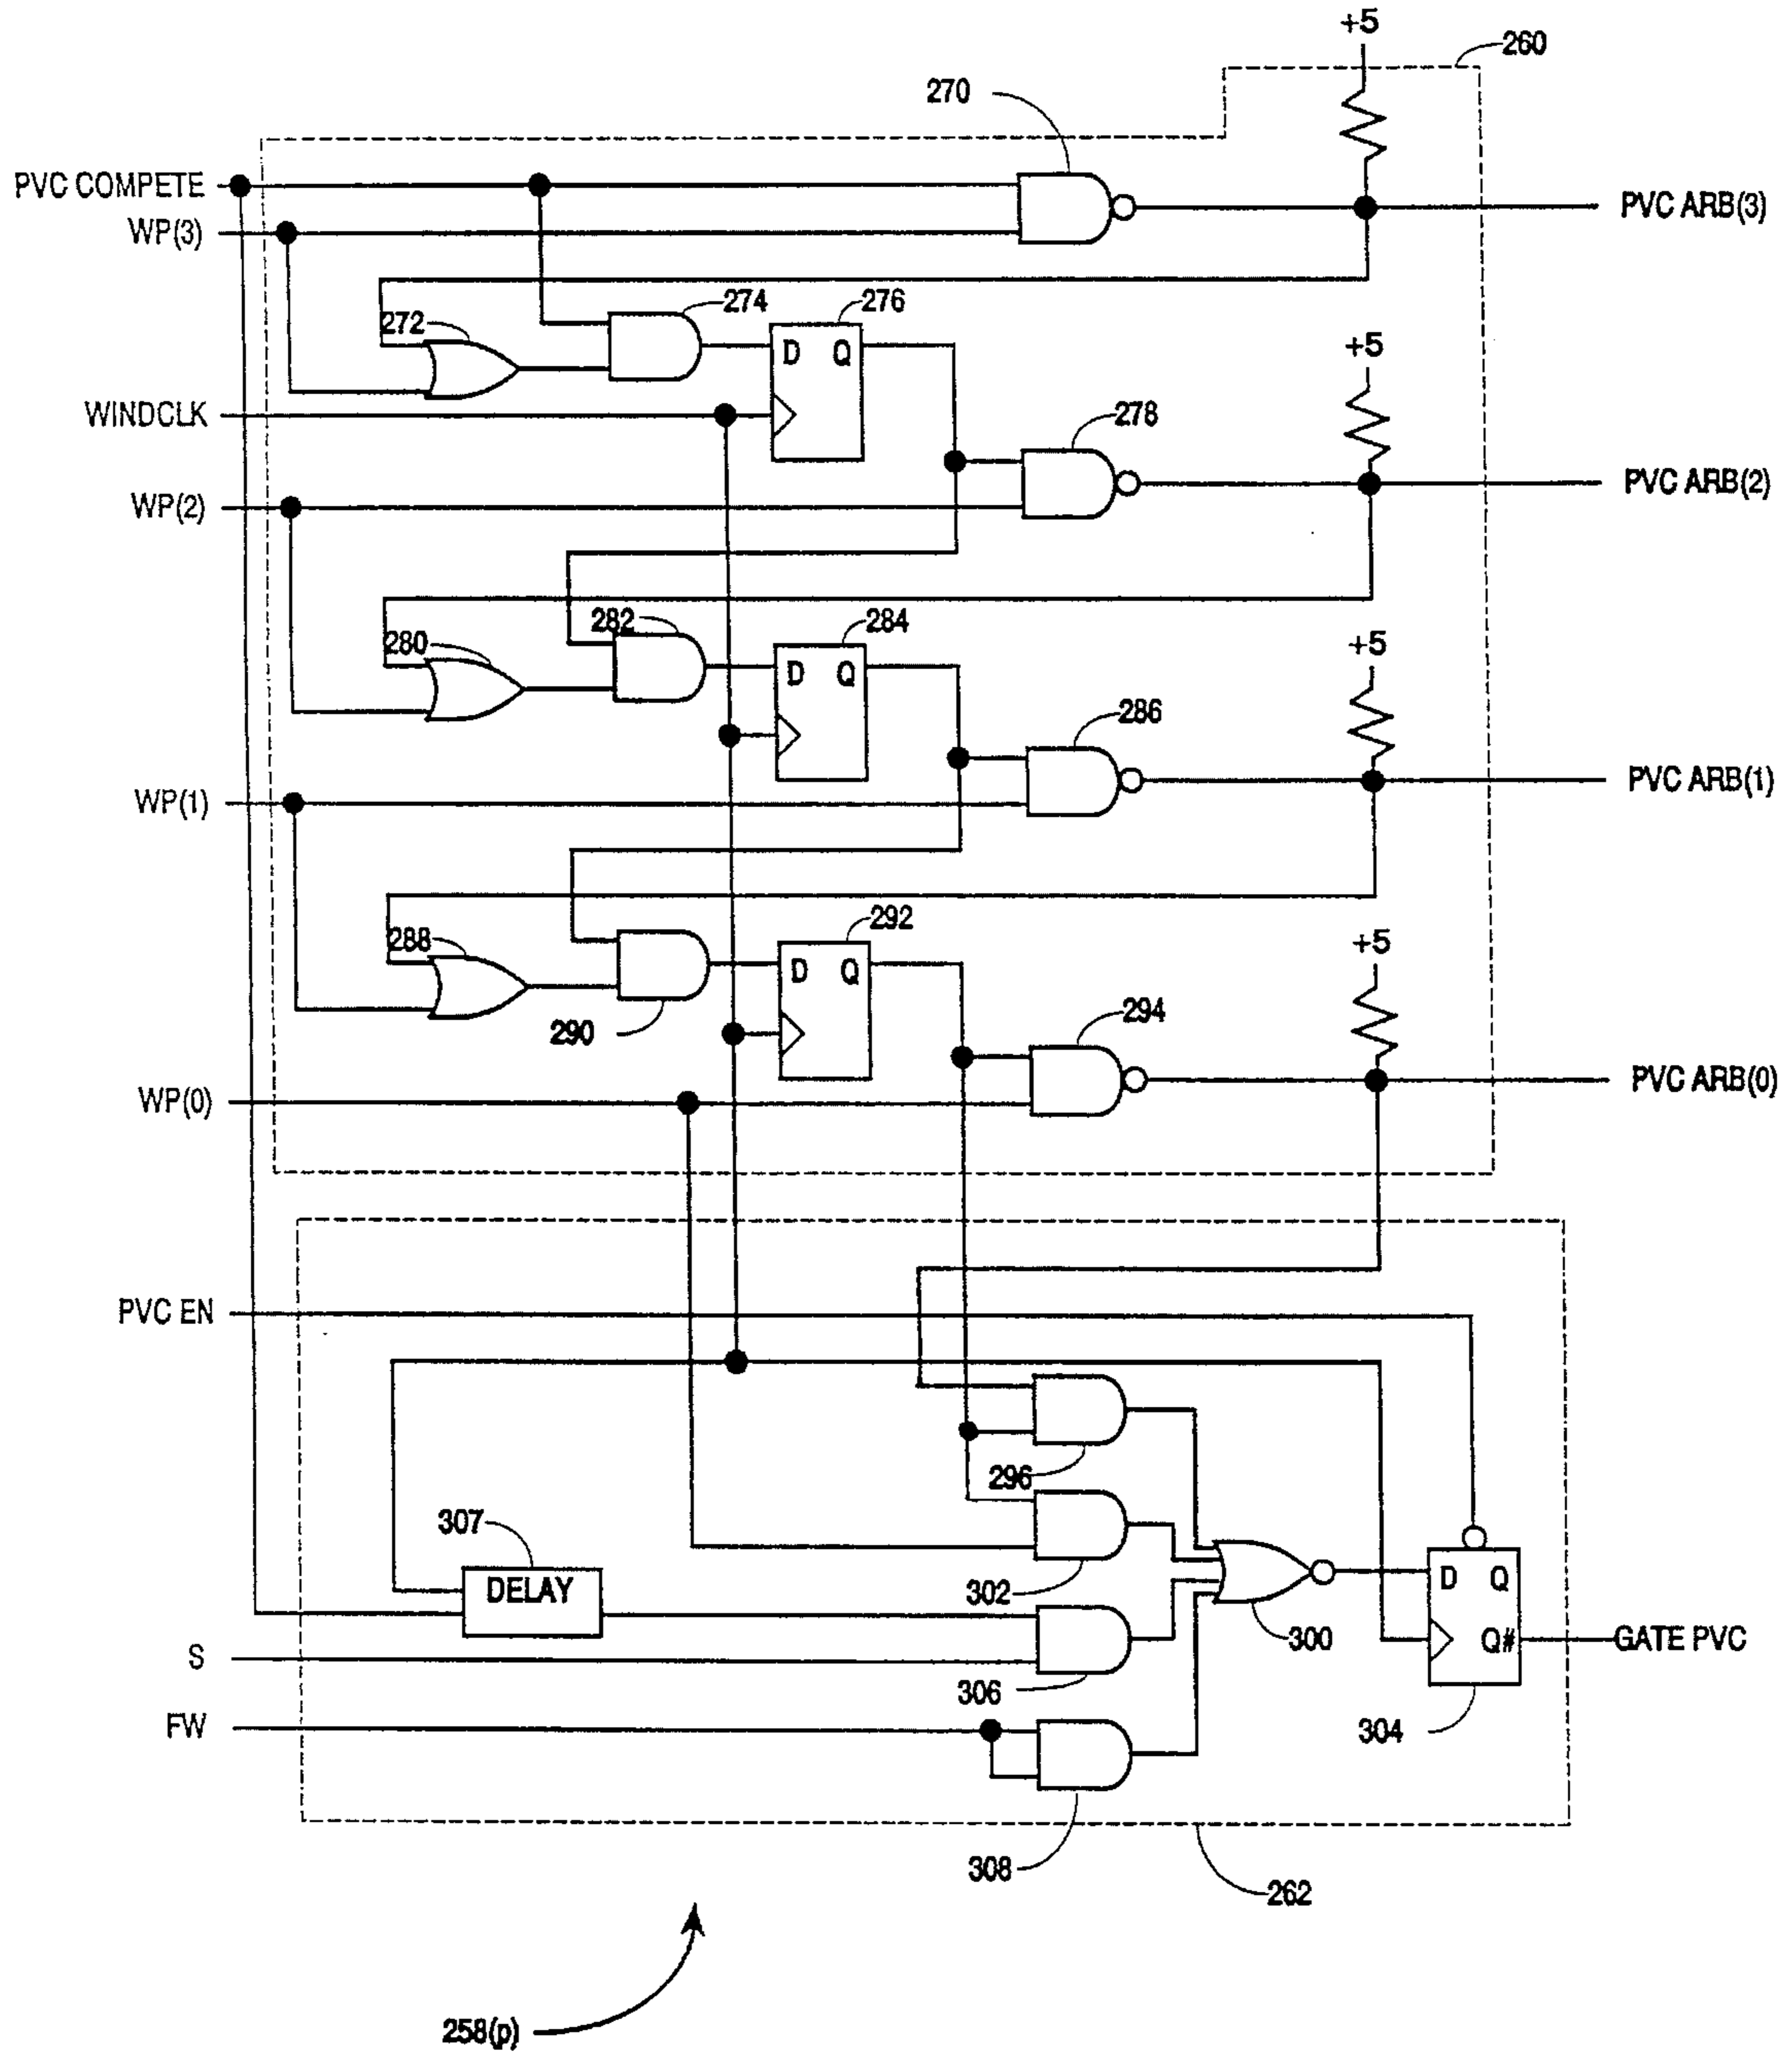 +5
260
270
PVC COMPETE
PVC ARB(3)
WP(3)
274
276
272
D Q
+5
WINDCLK
278
PVC ARB(2)
WP(2)
282
284
280
D Q
+5
286
PVC ARB(1)
WP(1)
292
288
D Q
+5
290
294
PVC ARB(0)
WP(0)
PVC EN
296
307
DELAY
302
D Q
Q#
300
GATE PVC
S
306
FW
304
308
262
258(p)